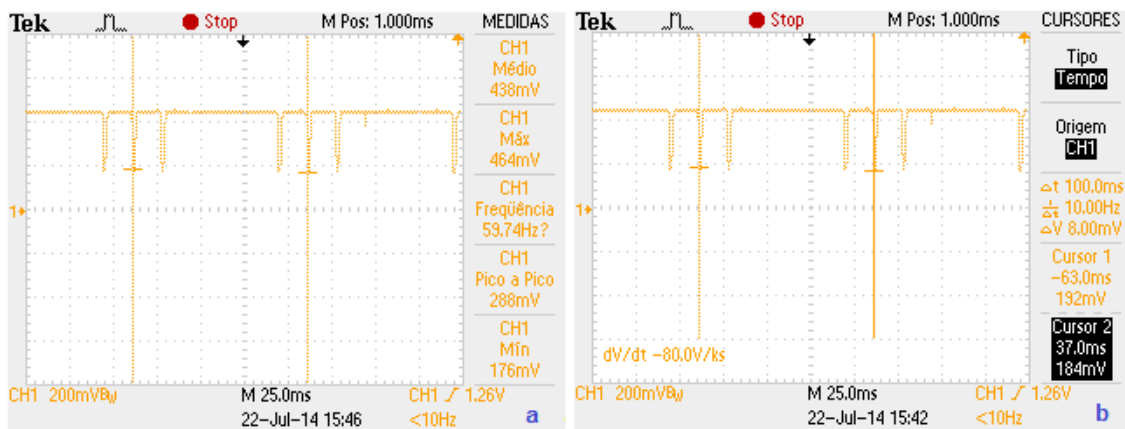 Tek Stop M Pos: 1.000ms MEDIDAS
CH1
Médio
438mV
CH1
Máx
464mV
CH1
Freqüência
59.74Hz?
CH1
Pico a Pico
288mV
CH1
Mín
176mV
1
CH1 200mVBW M 25.0ms CH1 1.26V
22-Jul-14 15:46 <10Hz a
Tek Stop M Pos: 1.000ms CURSORES
Tipo
Tempo
Origem
CH1
Δt 100.0ms
1/Δt 10.00Hz
ΔV 8.00mV
Cursor 1
-63.0ms
192mV
Cursor 2
37.0ms
184mV
1
dV/dt -80.0V/ks
CH1 200mVBW M 25.0ms CH1 1.26V
22-Jul-14 15:42 <10Hz b